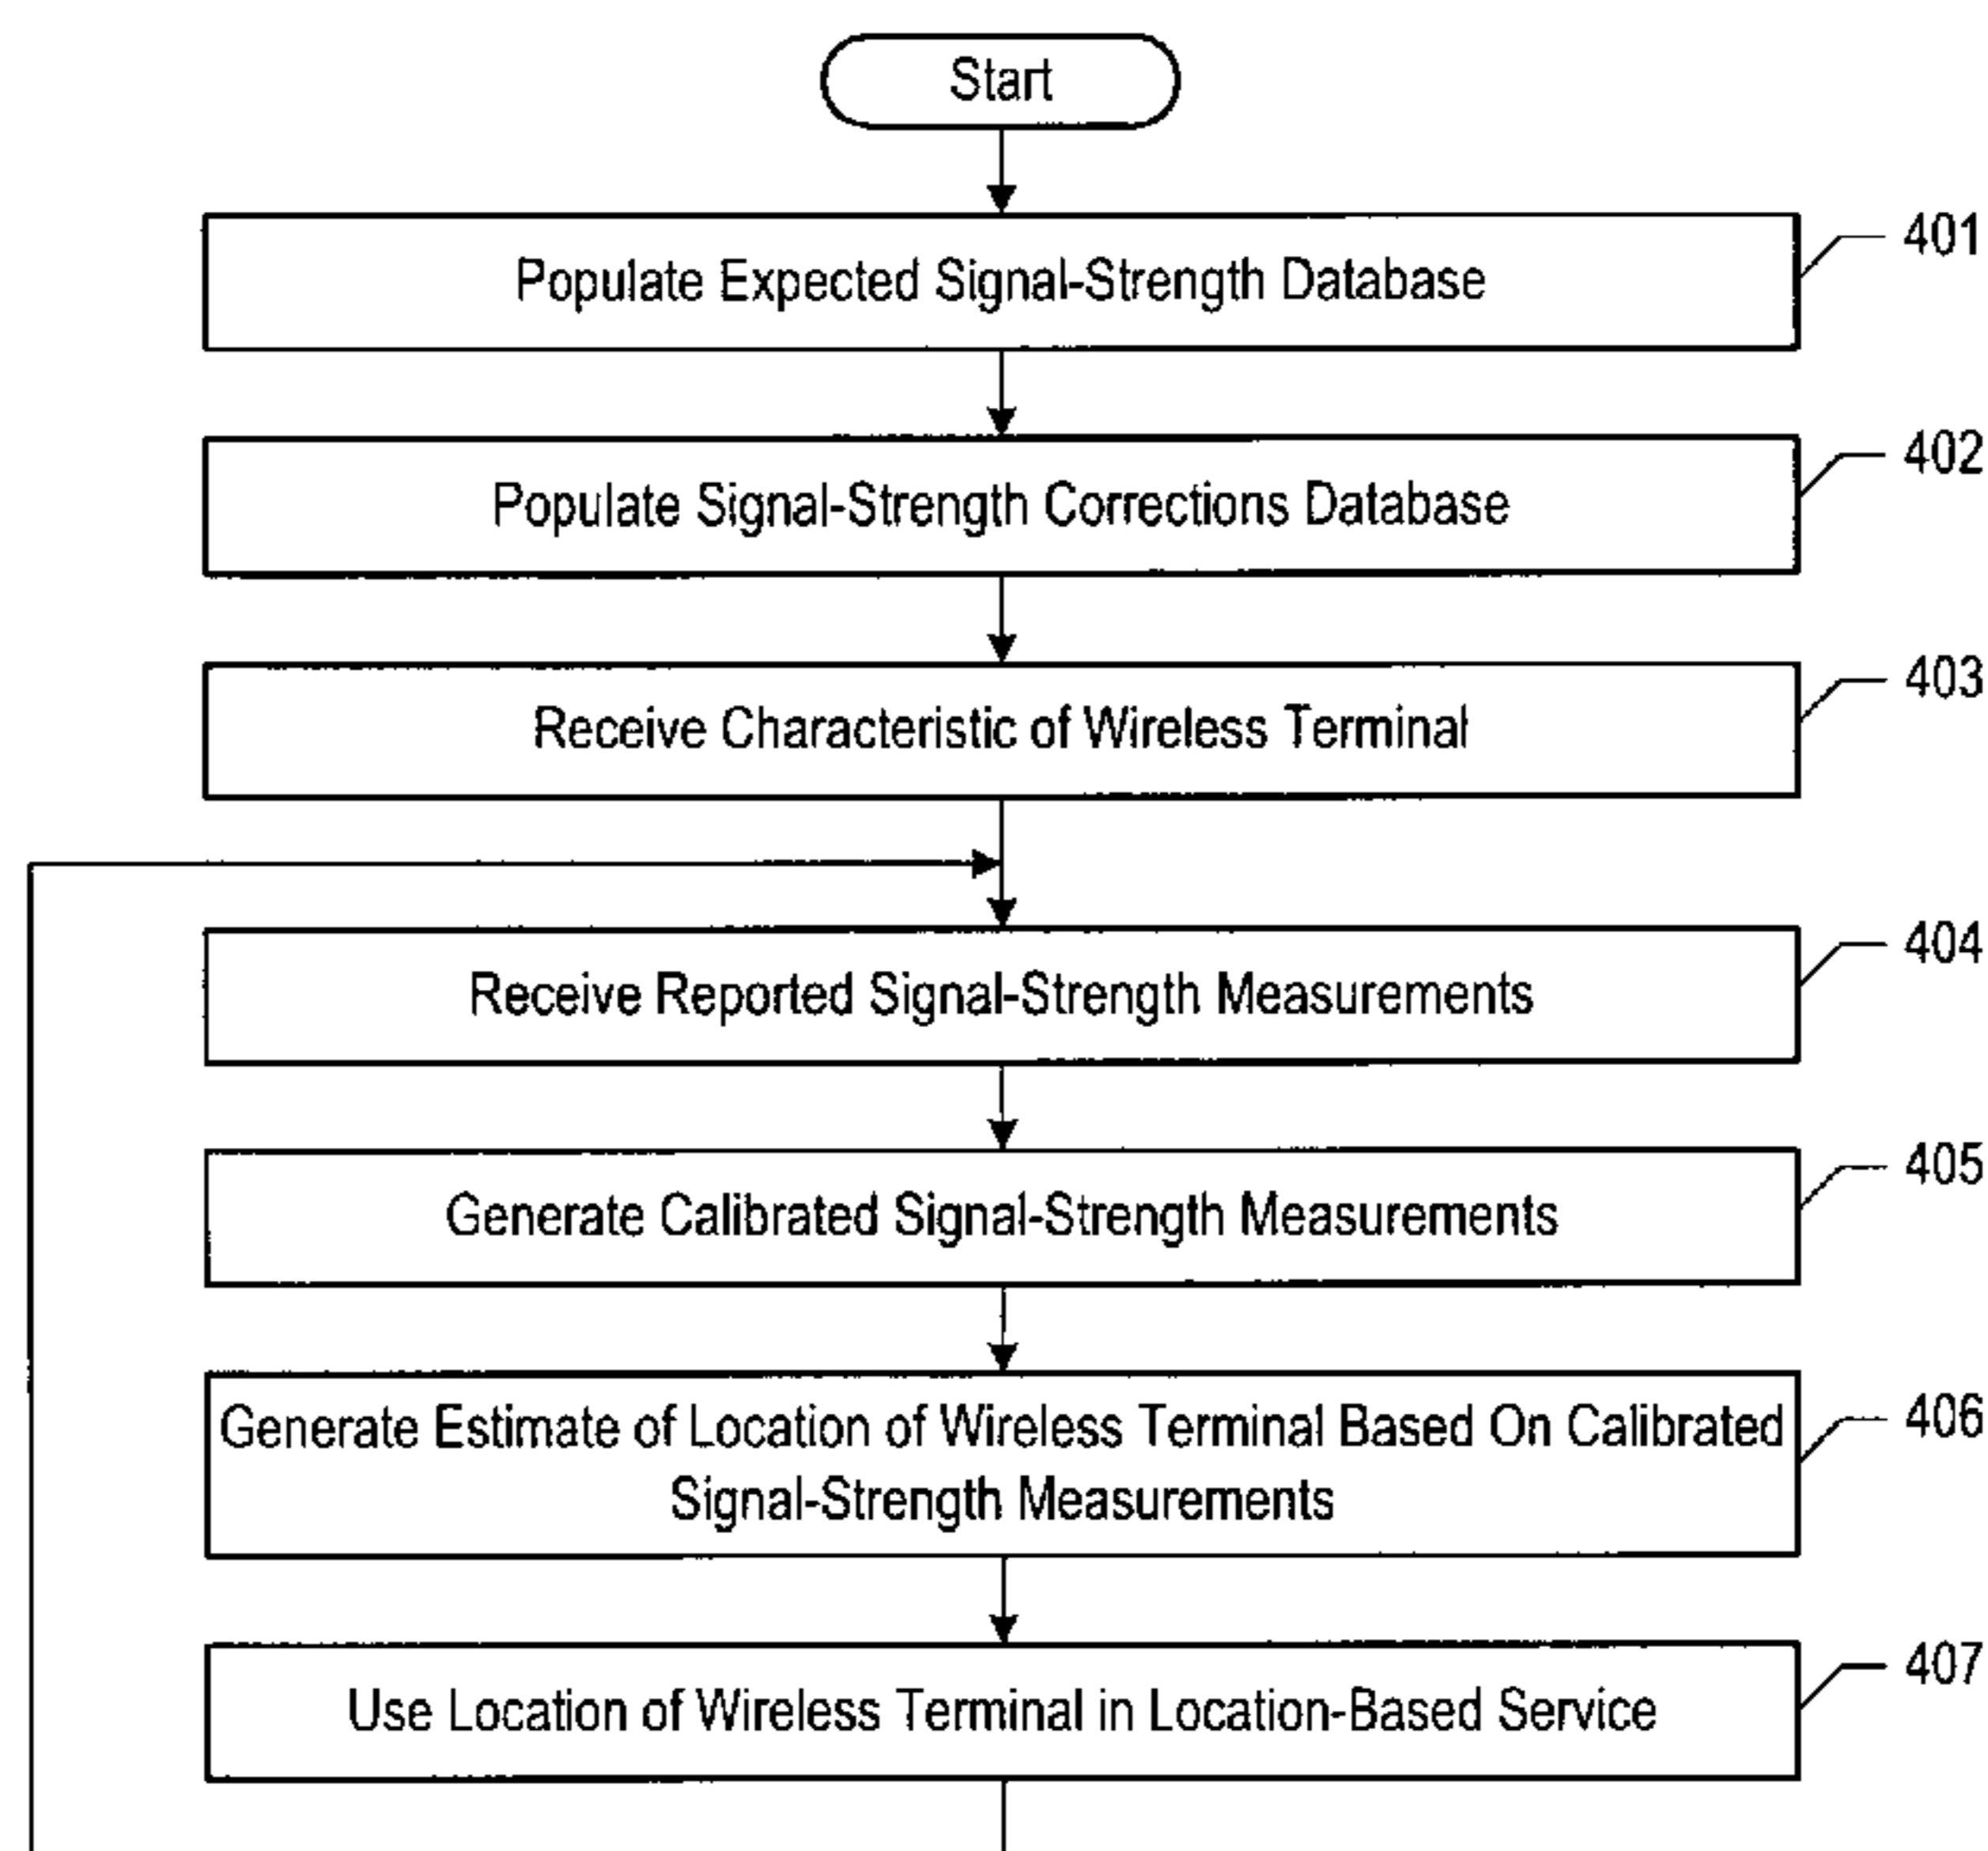 Start
Populate Expected Signal-Strength Database
401
Populate Signal-Strength Corrections Database
402
Receive Characteristic of Wireless Terminal
403
Receive Reported Signal-Strength Measurements
404
Generate Calibrated Signal-Strength Measurements
405
Generate Estimate of Location of Wireless Terminal Based On Calibrated
Signal-Strength Measurements
406
Use Location of Wireless Terminal in Location-Based Service
407